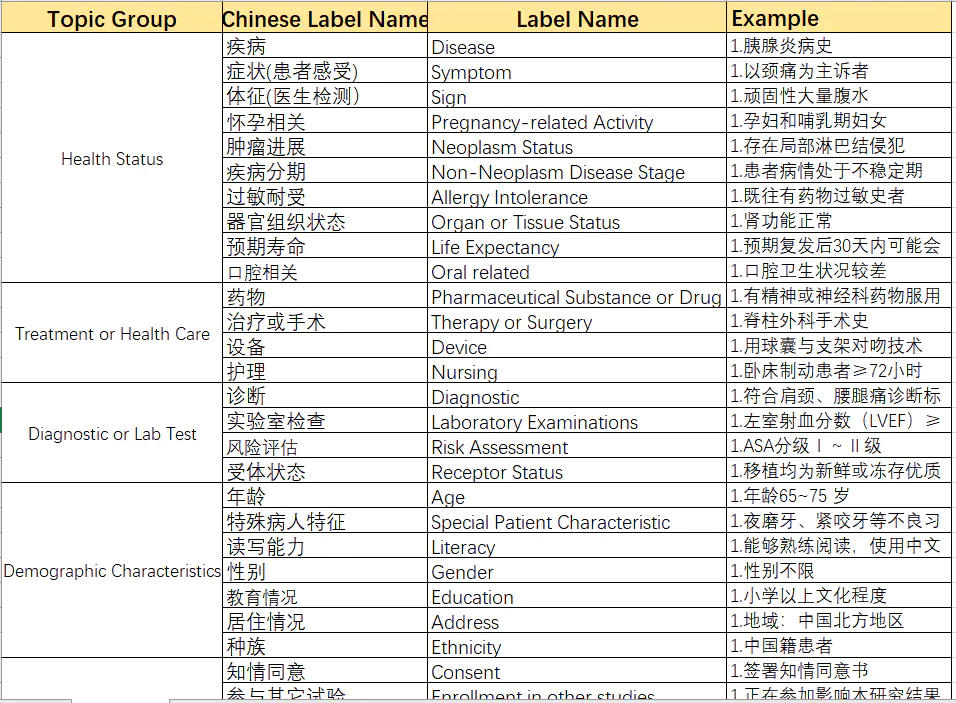 Topic Group Chinese Label Name Label Name Example
疾病 Disease 1.胰腺炎病史
症状(患者感受) Symptom 1.以颈痛为主诉者
体征(医生检测） Sign 1.顽固性大量腹水
怀孕相关 Pregnancy-related Activity 1.孕妇和哺乳期妇女
肿瘤进展 Neoplasm Status 1.存在局部淋巴结侵犯
Health Status
疾病分期 Non-Neoplasm Disease Stage 1.患者病情处于不稳定期
过敏耐受 Allergy Intolerance 1.既往有药物过敏史者
器官组织状态 Organ or Tissue Status 1.肾功能正常
预期寿命 Life Expectancy 1.预期复发后30天内可能会
口腔相关 Oral related 1.口腔卫生状况较差
药物 Pharmaceutical Substance or Drug 1.有精神或神经科药物服用
治疗或手术 Therapy or Surgery 1.脊柱外科手术史
Treatment or Health Care
设备 Device 1.用球囊与支架对吻技术
护理 Nursing 1.卧床制动患者≥72小时
诊断 Diagnostic 1.符合肩颈、腰腿痛诊断标
实验室检查 Laboratory Examinations 1.左室射血分数（LVEF）≥
Diagnostic or Lab Test
风险评估 Risk Assessment 1.ASA分级Ⅰ~Ⅱ级
受体状态 Receptor Status 1.移植均为新鲜或冻存优质
年龄 Age 1.年龄65~75 岁
特殊病人特征 Special Patient Characteristic 1.夜磨牙、紧咬牙等不良习
读写能力 Literacy 1.能够熟练阅读，使用中文
Demographic Characteristics 性别 Gender 1.性别不限
教育情况 Education 1.小学以上文化程度
居住情况 Address 1.地域：中国北方地区
种族 Ethnicity 1.中国籍患者
知情同意 Consent 1.签署知情同意书
参与其它试验 Enrollment in other studies 1.正在参加影响本研究结果